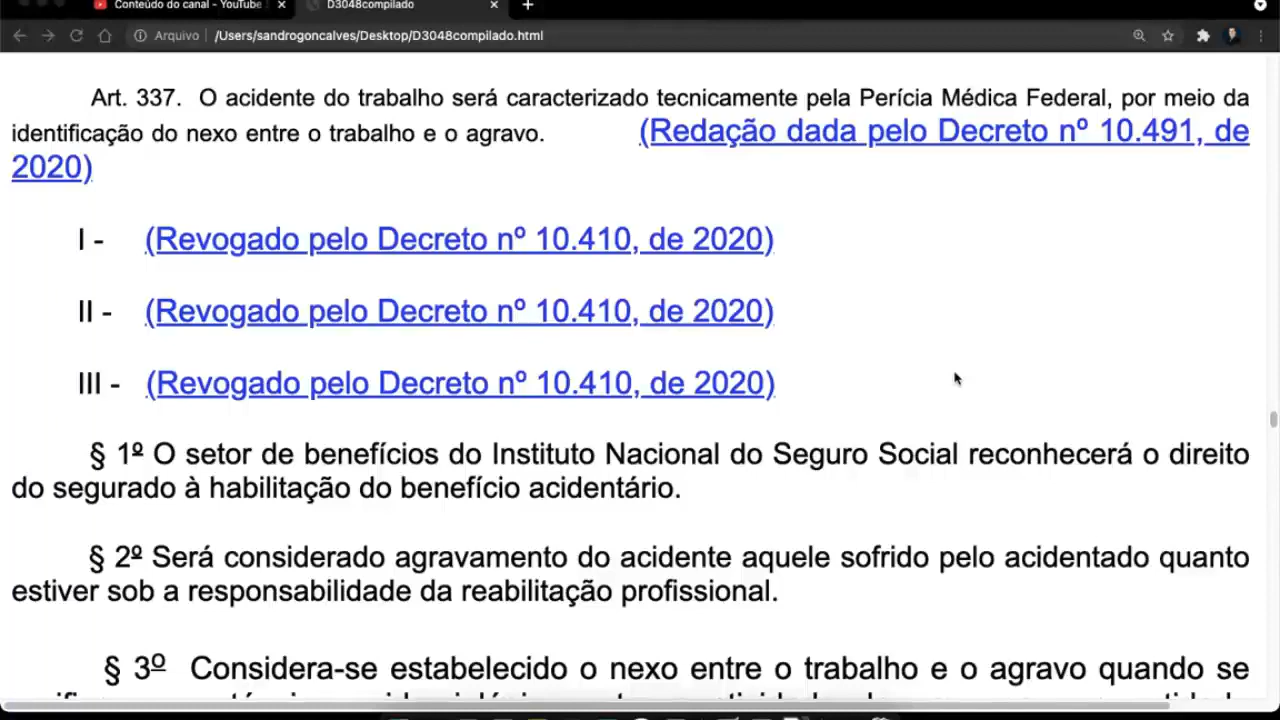 Conteúdo do canal - YouTube
D3048compilado
Arquivo | /Users/sandrogoncalves/Desktop/D3048compilado.html
Art. 337. O acidente do trabalho será caracterizado tecnicamente pela Perícia Médica Federal, por meio da
identificação do nexo entre o trabalho e o agravo. (Redação dada pelo Decreto nº 10.491, de
2020)
I - (Revogado pelo Decreto nº 10.410, de 2020)
II - (Revogado pelo Decreto nº 10.410, de 2020)
III - (Revogado pelo Decreto nº 10.410, de 2020)
§ 1º O setor de benefícios do Instituto Nacional do Seguro Social reconhecerá o direito
do segurado à habilitação do benefício acidentário.
§ 2º Será considerado agravamento do acidente aquele sofrido pelo acidentado quanto
estiver sob a responsabilidade da reabilitação profissional.
§ 3º Considera-se estabelecido o nexo entre o trabalho e o agravo quando se